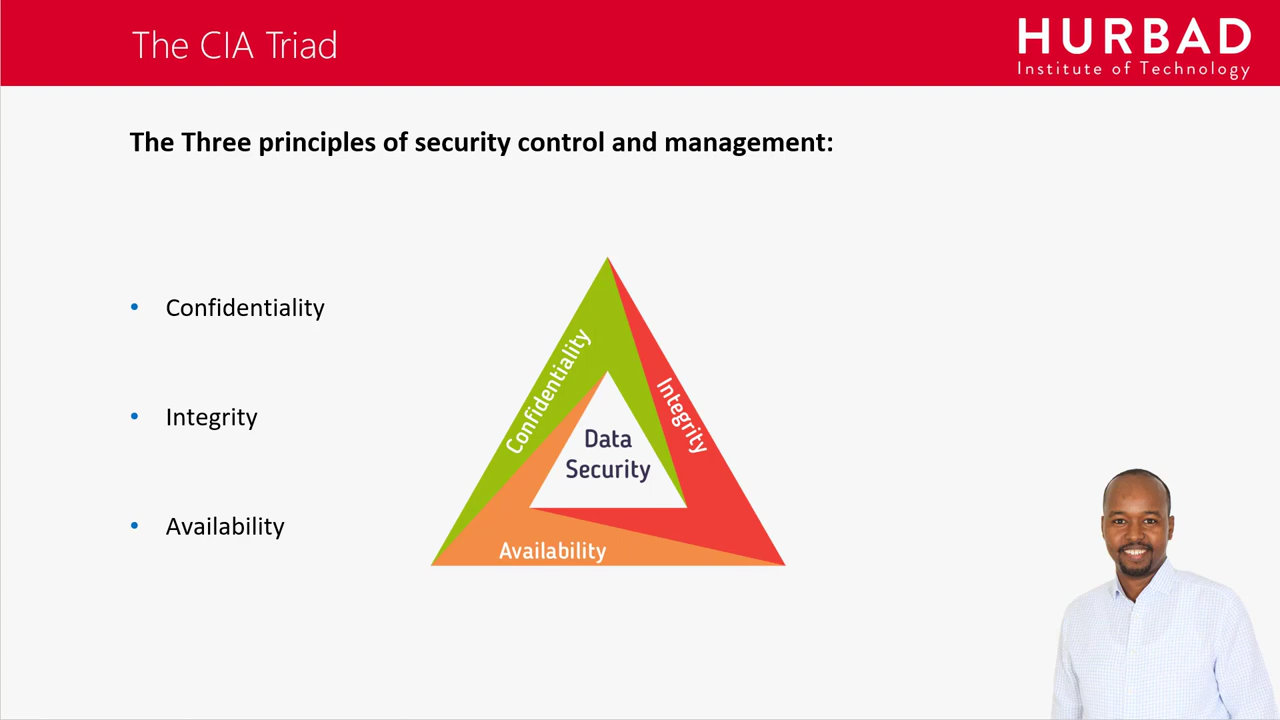 The CIA Triad
HURBAD
Institute of Technology
The Three principles of security control and management:
• Confidentiality
• Integrity
• Availability
Confidentiality
Integrity
Data
Security
Availability